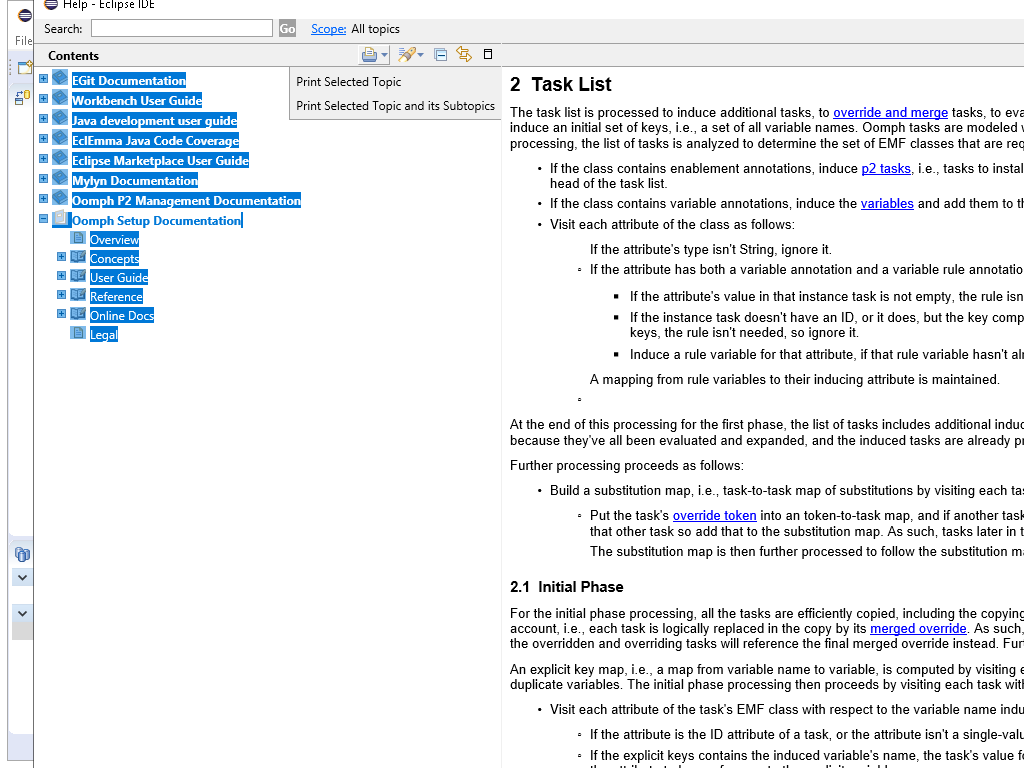 Help - Eclipse IDE
File
Search:
Go
Scope: All topics
Contents
EGit Documentation
Workbench User Guide
Java development user guide
EclEmma Java Code Coverage
Eclipse Marketplace User Guide
Mylyn Documentation
Oomph P2 Management Documentation
Oomph Setup Documentation
Overview
Concepts
User Guide
Reference
Online Docs
Legal
Print Selected Topic
Print Selected Topic and its Subtopics
2 Task List
The task list is processed to induce additional tasks, to override and merge tasks, to eva
induce an initial set of keys, i.e., a set of all variable names. Oomph tasks are modeled
processing, the list of tasks is analyzed to determine the set of EMF classes that are req
• If the class contains enablement annotations, induce p2 tasks, i.e., tasks to instal
head of the task list.
• If the class contains variable annotations, induce the variables and add them to th
• Visit each attribute of the class as follows:
If the attribute's type isn't String, ignore it.
If the attribute has both a variable annotation and a variable rule annotatio
▪ If the attribute's value in that instance task is not empty, the rule isn
▪ If the instance task doesn't have an ID, or it does, but the key comp
keys, the rule isn't needed, so ignore it.
▪ Induce a rule variable for that attribute, if that rule variable hasn't al
A mapping from rule variables to their inducing attribute is maintained.
At the end of this processing for the first phase, the list of tasks includes additional induc
because they've all been evaluated and expanded, and the induced tasks are already pr
Further processing proceeds as follows:
• Build a substitution map, i.e., task-to-task map of substitutions by visiting each tas
Put the task's override token into an token-to-task map, and if another task
that other task so add that to the substitution map. As such, tasks later in t
The substitution map is then further processed to follow the substitution ma
2.1 Initial Phase
For the initial phase processing, all the tasks are efficiently copied, including the copying
account, i.e., each task is logically replaced in the copy by its merged override. As such,
the overridden and overriding tasks will reference the final merged override instead. Fur
An explicit key map, i.e., a map from variable name to variable, is computed by visiting e
duplicate variables. The initial phase processing then proceeds by visiting each task with
• Visit each attribute of the task's EMF class with respect to the variable name indu
If the attribute is the ID attribute of a task, or the attribute isn't a single-valu
If the explicit keys contains the induced variable's name, the task's value fo